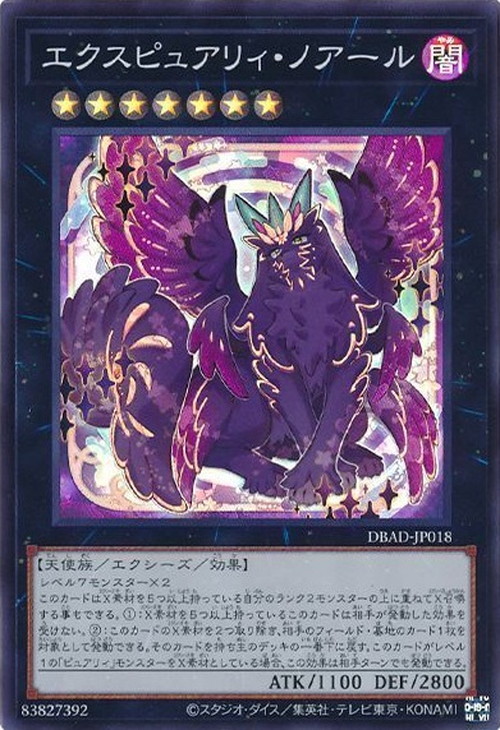 エクスピュアリィ・ノアール
闇
DBAD-JP018
【天使族／エクシーズ／効果】
レベル７モンスター×２
このカードはX素材を５つ以上持っている自分のランク２モンスターの上に重ねてX召喚
する事もできる。①：X素材を５つ以上持っているこのカードは相手が発動した効果を
受けない。②：このカードのX素材を２つ取り除き、相手のフィールド・墓地のカード１枚を
対象として発動できる。そのカードを持ち主のデッキの一番下に戻す。このカードがレベル
１の「ピュアリィ」モンスターをX素材としている場合、この効果は相手ターンでも発動できる。
ATK/1100 DEF/2800
83827392
©スタジオ・ダイス／集英社・テレビ東京・KONAMI